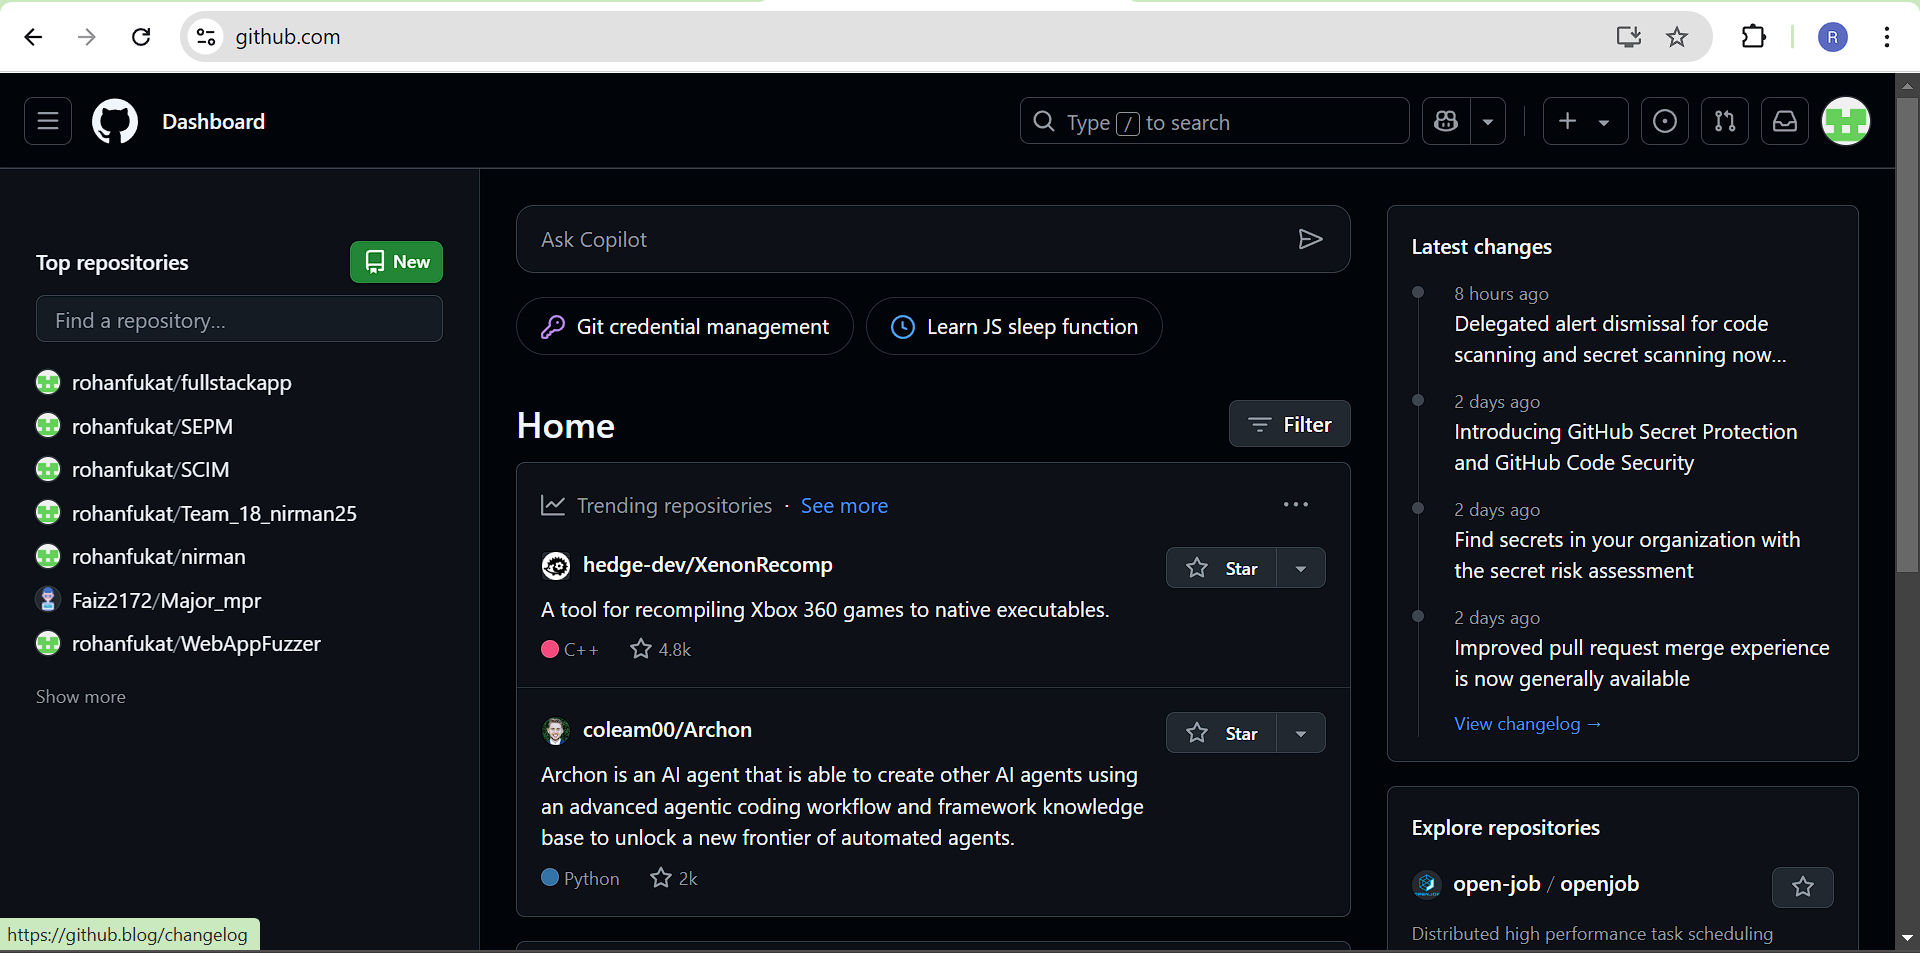 github.com
R
Dashboard
Type / to search
Top repositories
New
Find a repository...
rohanfukat/fullstackapp
rohanfukat/SEPM
rohanfukat/SCIM
rohanfukat/Team_18_nirman25
rohanfukat/nirman
Faiz2172/Major_mpr
rohanfukat/WebAppFuzzer
Show more
Ask Copilot
Git credential management
Learn JS sleep function
Home
Filter
Trending repositories · See more
hedge-dev/XenonRecomp
Star
A tool for recompiling Xbox 360 games to native executables.
C++
4.8k
coleam00/Archon
Star
Archon is an AI agent that is able to create other AI agents using
an advanced agentic coding workflow and framework knowledge
base to unlock a new frontier of automated agents.
Python
2k
Latest changes
8 hours ago
Delegated alert dismissal for code
scanning and secret scanning now...
2 days ago
Introducing GitHub Secret Protection
and GitHub Code Security
2 days ago
Find secrets in your organization with
the secret risk assessment
2 days ago
Improved pull request merge experience
is now generally available
View changelog →
Explore repositories
open-job / openjob
Distributed high performance task scheduling
https://github.blog/changelog